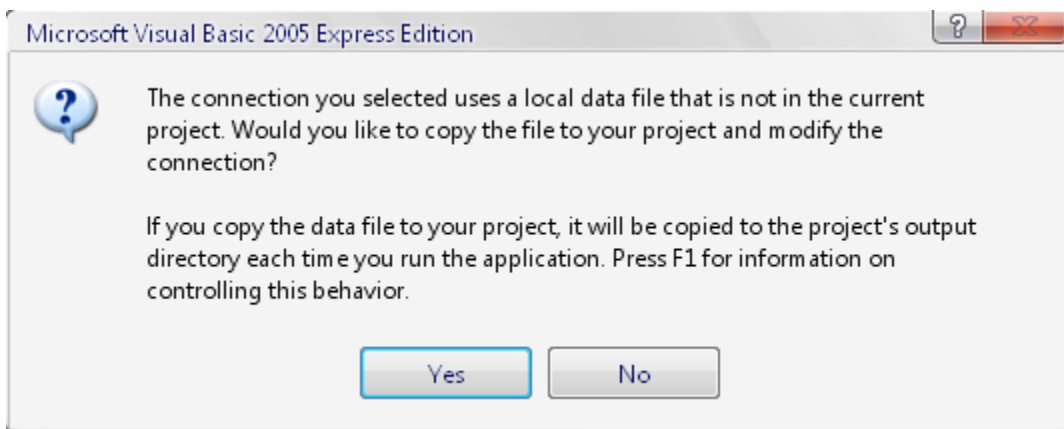 Microsoft Visual Basic 2005 Express Edition
?
The connection you selected uses a local data file that is not in the current
project. Would you like to copy the file to your project and modify the
connection?
If you copy the data file to your project, it will be copied to the project's output
directory each time you run the application. Press F1 for information on
controlling this behavior.
Yes
No